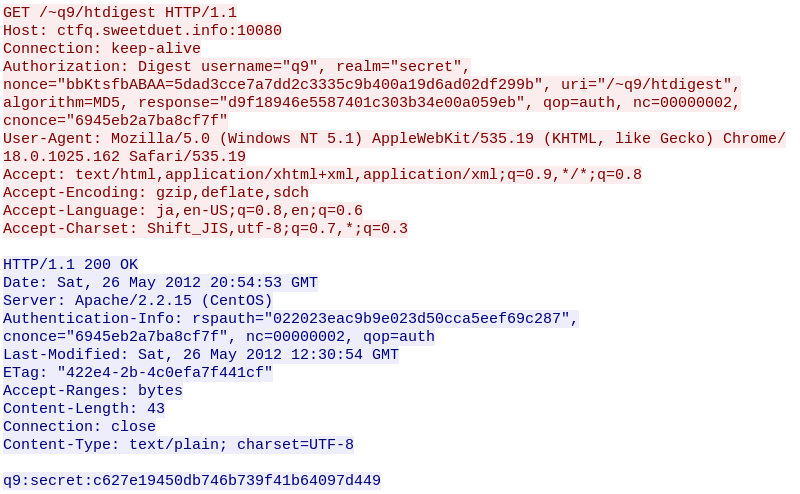 GET /~q9/htdigest HTTP/1.1
Host: ctfq.sweetduet.info:10080
Connection: keep-alive
Authorization: Digest username="q9", realm="secret",
nonce="bbKtsfbABAA=5dad3cce7a7dd2c3335c9b400a19d6ad02df299b", uri="/~q9/htdigest",
algorithm=MD5, response="d9f18946e5587401c303b34e00a059eb", qop=auth, nc=00000002,
cnonce="6945eb2a7ba8cf7f"
User-Agent: Mozilla/5.0 (Windows NT 5.1) AppleWebKit/535.19 (KHTML, like Gecko) Chrome/
18.0.1025.162 Safari/535.19
Accept: text/html,application/xhtml+xml,application/xml;q=0.9,*/*;q=0.8
Accept-Encoding: gzip,deflate,sdch
Accept-Language: ja,en-US;q=0.8,en;q=0.6
Accept-Charset: Shift_JIS,utf-8;q=0.7,*;q=0.3

HTTP/1.1 200 OK
Date: Sat, 26 May 2012 20:54:53 GMT
Server: Apache/2.2.15 (CentOS)
Authentication-Info: rspauth="022023eac9b9e023d50cca5eef69c287",
cnonce="6945eb2a7ba8cf7f", nc=00000002, qop=auth
Last-Modified: Sat, 26 May 2012 12:30:54 GMT
ETag: "422e4-2b-4c0efa7f441cf"
Accept-Ranges: bytes
Content-Length: 43
Connection: close
Content-Type: text/plain; charset=UTF-8

q9:secret:c627e19450db746b739f41b64097d449